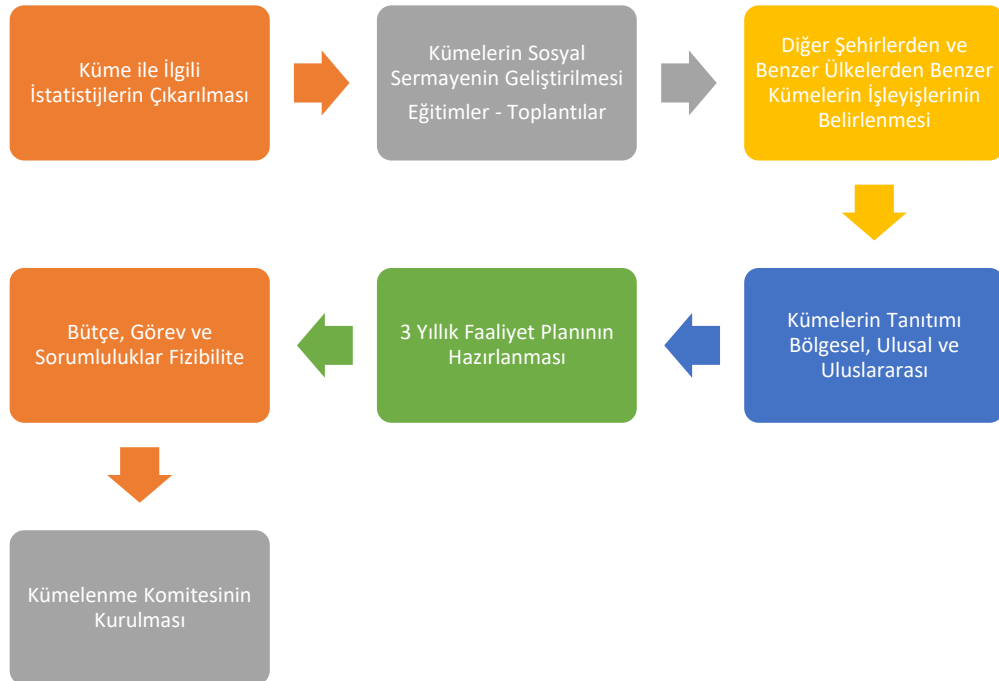 Küme ile İlgili
İstatistijlerin Çıkarılması
Kümelerin Sosyal
Sermayenin Geliştirilmesi
Eğitimler - Toplantılar
Diğer Şehirlerden ve
Benzer Ülkelerden Benzer
Kümelerin İşleyişlerinin
Belirlenmesi
Kümelerin Tanıtımı
Bölgesel, Ulusal ve
Uluslararası
3 Yıllık Faaliyet Planının
Hazırlanması
Bütçe, Görev ve
Sorumluluklar Fizibilite
Kümelenme Komitesinin
Kurulması